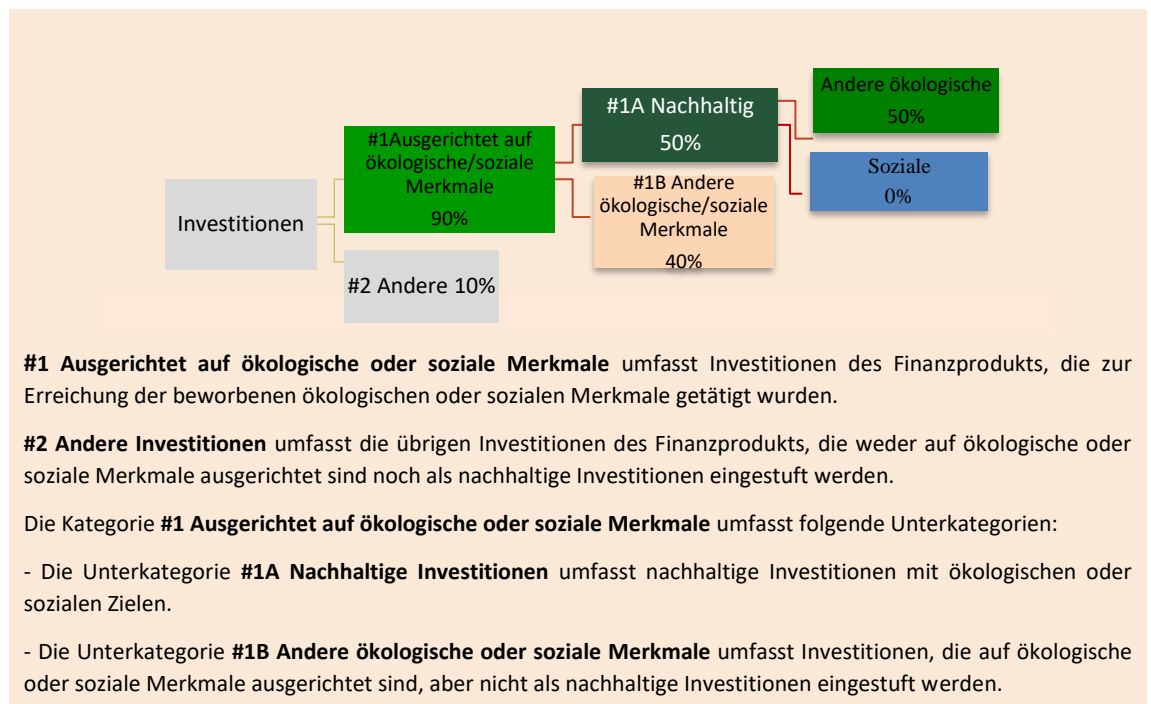 Investitionen
#1Ausgerichtet auf
ökologische/soziale
Merkmale
90%
#2 Andere 10%
#1A Nachhaltig
50%
#1B Andere
ökologische/soziale
Merkmale
40%
Andere ökologische
50%
Soziale
0%
#1 Ausgerichtet auf ökologische oder soziale Merkmale umfasst Investitionen des Finanzprodukts, die zur
Erreichung der beworbenen ökologischen oder sozialen Merkmale getätigt wurden.
#2 Andere Investitionen umfasst die übrigen Investitionen des Finanzprodukts, die weder auf ökologische oder
soziale Merkmale ausgerichtet sind noch als nachhaltige Investitionen eingestuft werden.
Die Kategorie #1 Ausgerichtet auf ökologische oder soziale Merkmale umfasst folgende Unterkategorien:
- Die Unterkategorie #1A Nachhaltige Investitionen umfasst nachhaltige Investitionen mit ökologischen oder
sozialen Zielen.
- Die Unterkategorie #1B Andere ökologische oder soziale Merkmale umfasst Investitionen, die auf ökologische
oder soziale Merkmale ausgerichtet sind, aber nicht als nachhaltige Investitionen eingestuft werden.